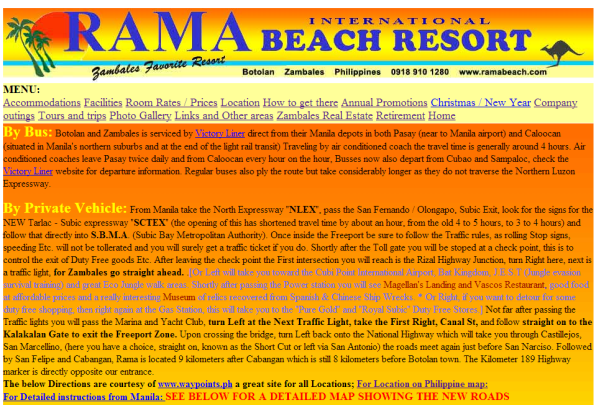 RAMA INTERNATIONAL
BEACH RESORT
Zambales Favorite Resort
Botolan Zambales Philippines 0918 910 1280 www.ramabeach.com
MENU:
Accommodations Facilities Room Rates / Prices Location How to get there Annual Promotions Christmas / New Year Company
outings Tours and trips Photo Gallery Links and Other areas Zambales Real Estate Retirement Home
By Bus: Botolan and Zambales is serviced by Victory Liner direct from their Manila depots in both Pasay (near to Manila airport) and Caloocan
(situated in Manila's northern suburbs and at the end of the light rail transit) Traveling by air conditioned coach the travel time is generally around 4 hours. Air
conditioned coaches leave Pasay twice daily and from Caloocan every hour on the hour, Busses now also depart from Cubao and Sampaloc, check the
Victory Liner website for departure information. Regular buses also ply the route but take considerably longer as they do not traverse the Northern Luzon
Expressway.
By Private Vehicle: From Manila take the North Expressway "NLEX", pass the San Fernando / Olongapo, Subic Exit, look for the signs for the
NEW Tarlac - Subic expressway "SCTEX" (the opening of this has shortened travel time by about an hour, from the old 4 to 5 hours, to 3 to 4 hours) and
follow that directly into S.B.M.A. (Subic Bay Metropolitan Authority). Once inside the Freeport be sure to follow the Traffic rules, as rolling Stop signs,
speeding Etc. will not be tollerated and you will surely get a traffic ticket if you do. Shortly after the Toll gate you will be stoped at a check point, this is to
control the exit of Duty Free goods Etc. After leaving the check point the First intersection you will reach is the Rizal Highway Junction, turn Right here, next is
a traffic light, for Zambales go straight ahead. .[Or Left will take you toward the Cubi Point International Airport, Bat Kingdom, J.E.S.T (Jungle evasion
survival training) and great Eco Jungle walk areas. Shortly after passing the Power station you will see Magellan's Landing and Vascos Restaurant, good food
at affordable prices and a really interesting Museum of relics recovered from Spanish & Chinese Ship Wrecks. * Or Right, if you want to detour for some
duty free shopping, then right again at the Gas Station, this will take you to the "Pure Gold" and "Royal Subic" Duty Free Stores.] Not far after passing the
Traffic lights you will pass the Marina and Yacht Club, turn Left at the Next Traffic Light, take the First Right, Canal St, and follow straight on to the
Kalakalan Gate to exit the Freeport Zone. Upon crossing the bridge, turn Left back onto the National Highway which will take you through Castillejos,
San Marcellino, (here you have a choice, straight on, known as the Short Cut or left via San Antonio) the roads meet again just before San Narciso. Followed
by San Felipe and Cabangan, Rama is located 9 kilometers after Cabangan which is still 8 kilometers before Botolan town. The Kilometer 189 Highway
marker is directly opposite our entrance.
The below Directions are courtesy of www.waypoints.ph a great site for all Locations; For Location on Philippine map:
For Detailed instructions from Manila: SEE BELOW FOR A DETAILED MAP SHOWING THE NEW ROADS